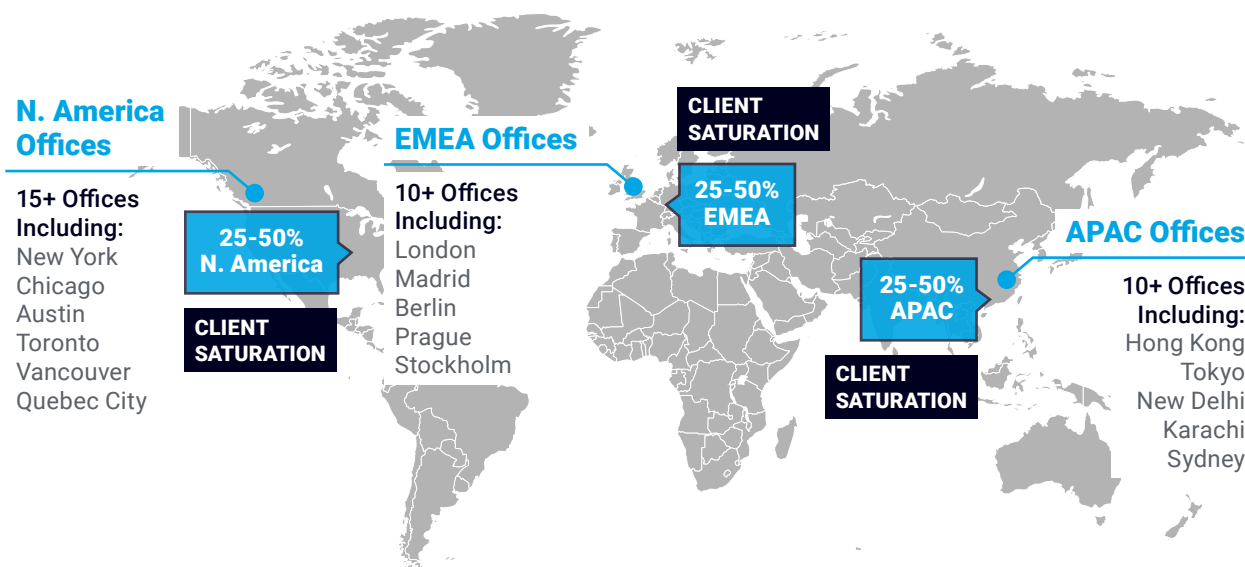 N. America
Offices
15+ Offices
Including:
New York
Chicago
Austin
Toronto
Vancouver
Quebec City
25-50%
N. America
CLIENT
SATURATION
EMEA Offices
10+ Offices
Including:
London
Madrid
Berlin
Prague
Stockholm
CLIENT
SATURATION
25-50%
EMEA
APAC Offices
10+ Offices
Including:
Hong Kong
Tokyo
New Delhi
Karachi
Sydney
25-50%
APAC
CLIENT
SATURATION